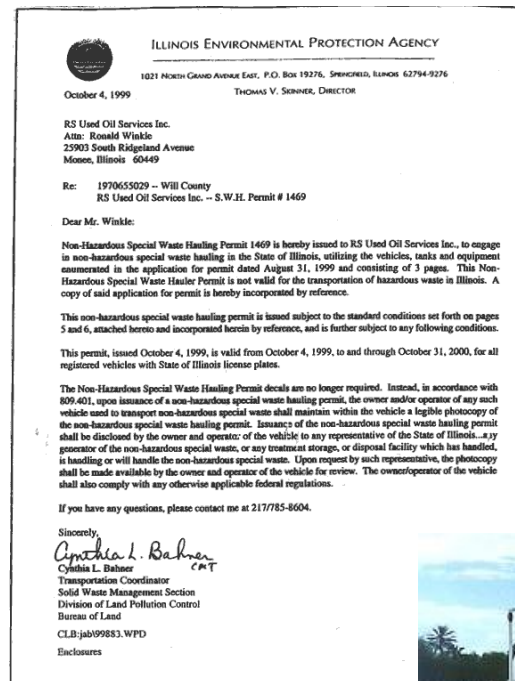 ILLINOIS ENVIRONMENTAL PROTECTION AGENCY
1021 NORTH GRAND AVENUE EAST, P.O. BOX 19276, SPRINGFIELD, ILLINOIS 62794-9276
THOMAS V. SKINNER, DIRECTOR
October 4, 1999
RS Used Oil Services Inc.
Attn: Ronald Winkle
25903 South Ridgeland Avenue
Monee, Illinois 60449
Re: 1970655029 -- Will County
RS Used Oil Services Inc. -- S.W.H. Permit # 1469
Dear Mr. Winkle:
Non-Hazardous Special Waste Hauling Permit 1469 is hereby issued to RS Used Oil Services Inc., to engage
in non-hazardous special waste hauling in the State of Illinois, utilizing the vehicles, tanks and equipment
enumerated in the application for permit dated August 31, 1999 and consisting of 3 pages. This Non-
Hazardous Special Waste Hauler Permit is not valid for the transportation of hazardous waste in Illinois. A
copy of said application for permit is hereby incorporated by reference.
This non-hazardous special waste hauling permit is issued subject to the standard conditions set forth on pages
5 and 6, attached hereto and incorporated herein by reference, and is further subject to any following conditions.
This permit, issued October 4, 1999, is valid from October 4, 1999, to and through October 31, 2000, for all
registered vehicles with State of Illinois license plates.
The Non-Hazardous Special Waste Hauling Permit decals are no longer required. Instead, in accordance with
809.401, upon issuance of a non-hazardous special waste hauling permit, the owner and/or operator of any such
vehicle used to transport non-hazardous special waste shall maintain within the vehicle a legible photocopy of
the non-hazardous special waste hauling permit. Issuance of the non-hazardous special waste hauling permit
shall be disclosed by the owner and operator of the vehicle to any representative of the State of Illinois...any
generator of the non-hazardous special waste, or any treatment storage, or disposal facility which has handled,
is handling or will handle the non-hazardous special waste. Upon request by such representative, the photocopy
shall be made available by the owner and operator of the vehicle for review. The owner/operator of the vehicle
shall also comply with any otherwise applicable federal regulations.
If you have any questions, please contact me at 217/785-8604.
Sincerely,
Cynthia L. Bahner
CMT
Cynthia L. Bahner
Transportation Coordinator
Solid Waste Management Section
Division of Land Pollution Control
Bureau of Land
CLB:jab\99883.WPD
Enclosures